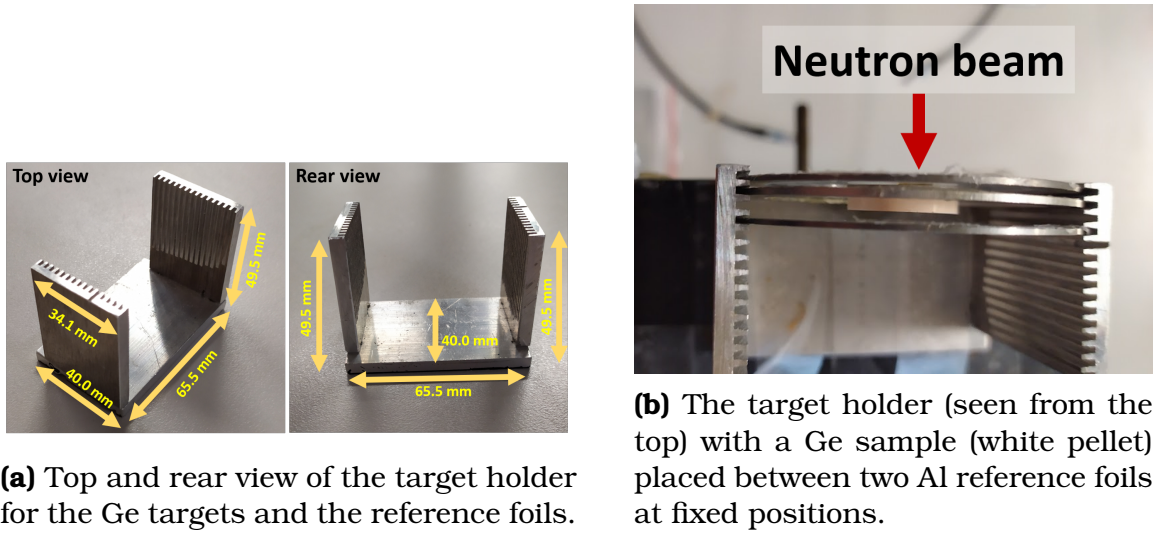 Top view
49.5 mm
34.1 mm
40.0 mm
65.5 mm
Rear view
49.5 mm
40.0 mm
49.5 mm
65.5 mm
(a) Top and rear view of the target holder
for the Ge targets and the reference foils.
Neutron beam
(b) The target holder (seen from the
top) with a Ge sample (white pellet)
placed between two Al reference foils
at fixed positions.